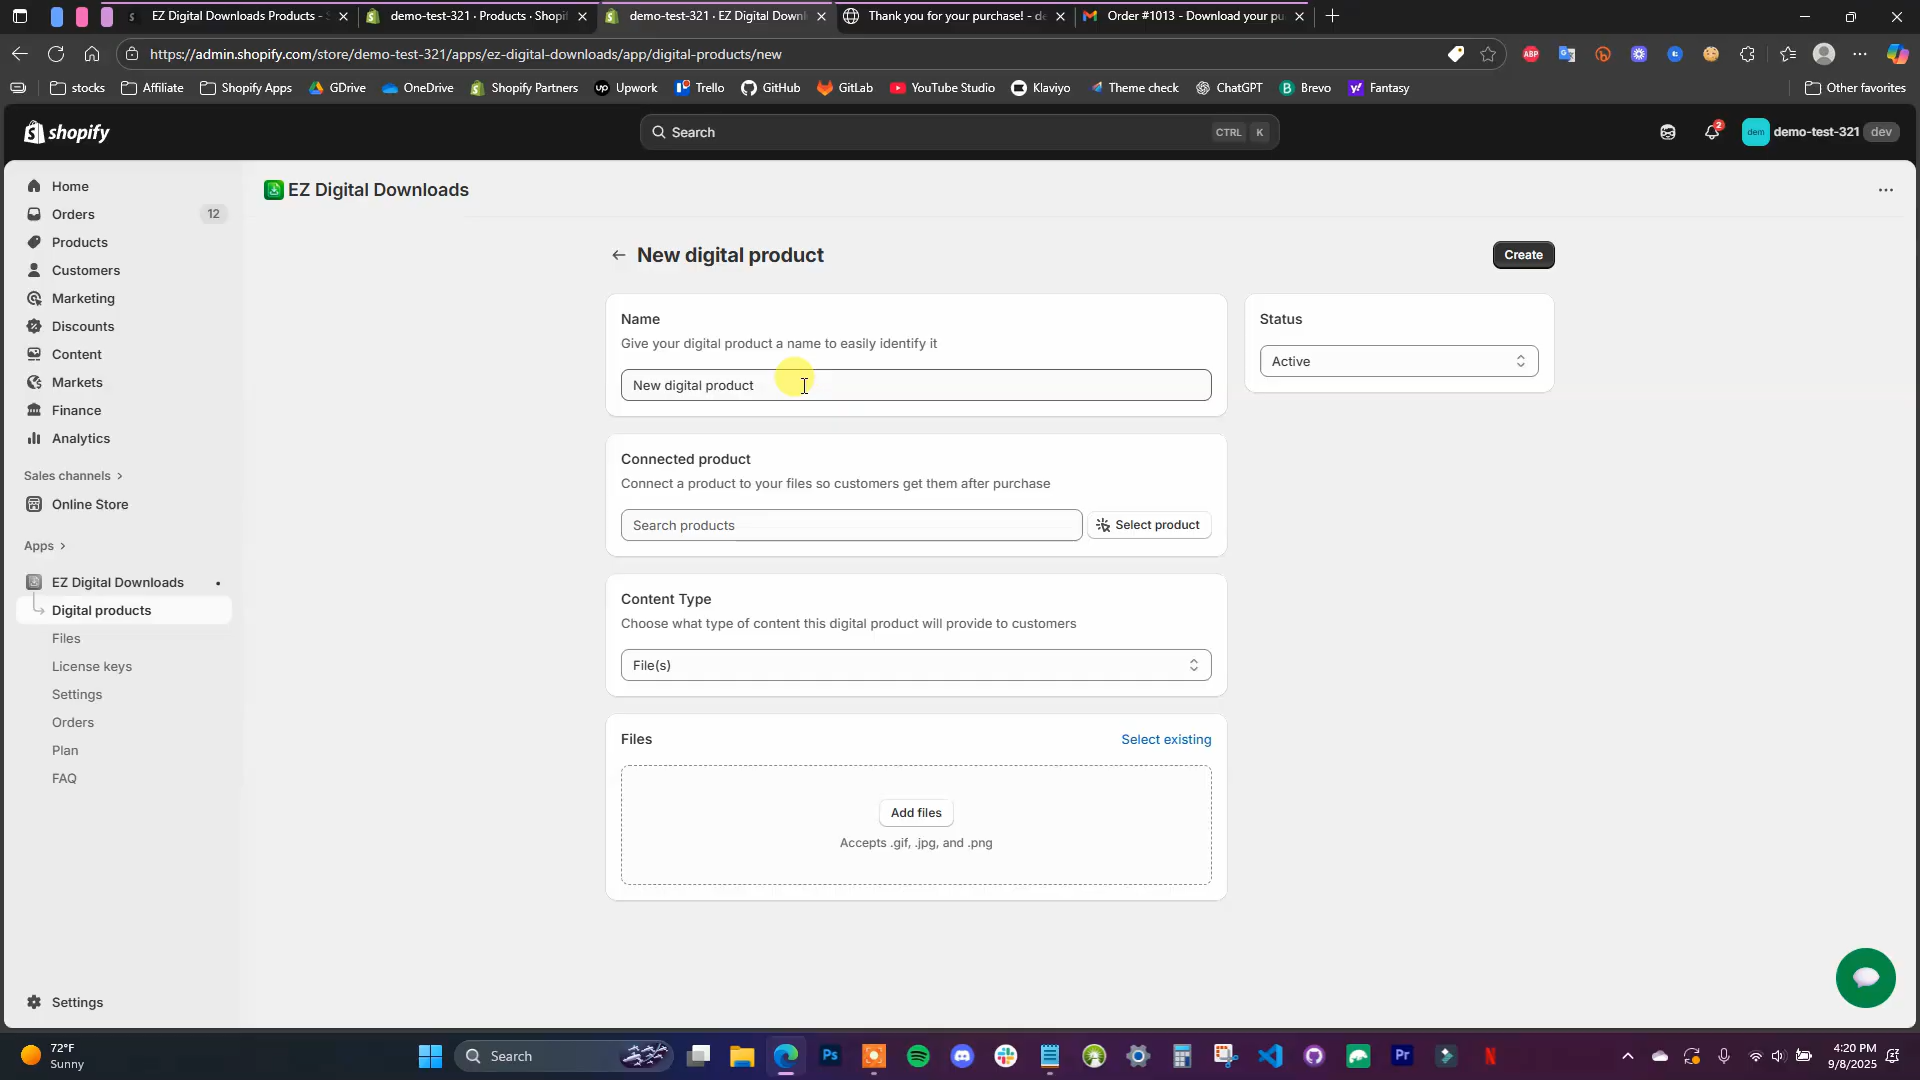 EZ Digital Downloads Products -
demo-test-321 · Products · Shopi
demo-test-321 · EZ Digital Down
Thank you for your purchase! - de
Order #1013 - Download your pu
https://admin.shopify.com/store/demo-test-321/apps/ez-digital-downloads/app/digital-products/new
ABP
stocks
Affiliate
Shopify Apps
GDrive
OneDrive
Shopify Partners
up Upwork
Trello
GitHub
GitLab
YouTube Studio
Klaviyo
Theme check
ChatGPT
B Brevo
y! Fantasy
Other favorites
shopify
Search
CTRL K
2
dem demo-test-321 dev
Home
Orders 12
Products
Customers
Marketing
Discounts
Content
Markets
Finance
Analytics
Sales channels
Online Store
Apps
EZ Digital Downloads
Digital products
Files
License keys
Settings
Orders
Plan
FAQ
Settings
EZ Digital Downloads
New digital product
Create
Name
Give your digital product a name to easily identify it
New digital product
Status
Active
Connected product
Connect a product to your files so customers get them after purchase
Search products
Select product
Content Type
Choose what type of content this digital product will provide to customers
File(s)
Files
Select existing
Add files
Accepts .gif, .jpg, and .png
72°F
Sunny
Search
Ps
Pr
N
4:20 PM
9/8/2025